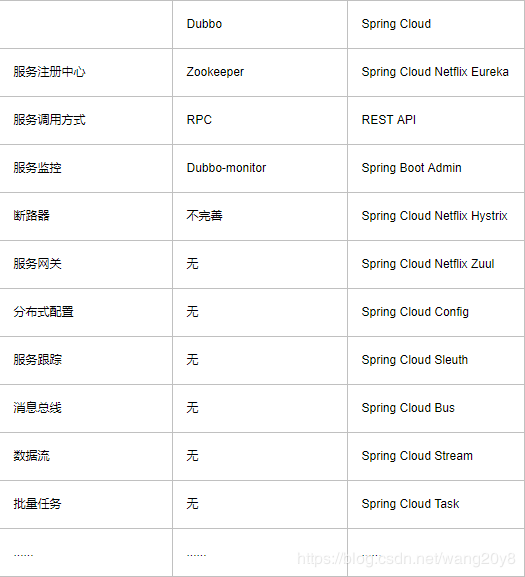 Dubbo Spring Cloud
服务注册中心 Zookeeper Spring Cloud Netflix Eureka
服务调用方式 RPC REST API
服务监控 Dubbo-monitor Spring Boot Admin
断路器 不完善 Spring Cloud Netflix Hystrix
服务网关 无 Spring Cloud Netflix Zuul
分布式配置 无 Spring Cloud Config
服务跟踪 无 Spring Cloud Sleuth
消息总线 无 Spring Cloud Bus
数据流 无 Spring Cloud Stream
批量任务 无 Spring Cloud Task
...... ...... ......
https://blog.csdn.net/wang20y8